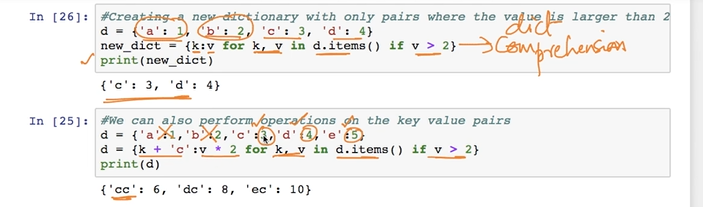 In [26]: #Creating a new dictionary with only pairs where the value is larger than 2
d = {'a': 1, 'b': 2, 'c': 3, 'd': 4}
dict
new_dict = {k:v for k, v in d.items() if v > 2}
Comprehension
print(new_dict)
{'c': 3, 'd': 4}
In [25]: #We can also perform operations on the key value pairs
d = {'a':1,'b':2,'c':3,'d':4,'e':5}
d = {k + 'c':v * 2 for k, v in d.items() if v > 2}
print(d)
{'cc': 6, 'dc': 8, 'ec': 10}